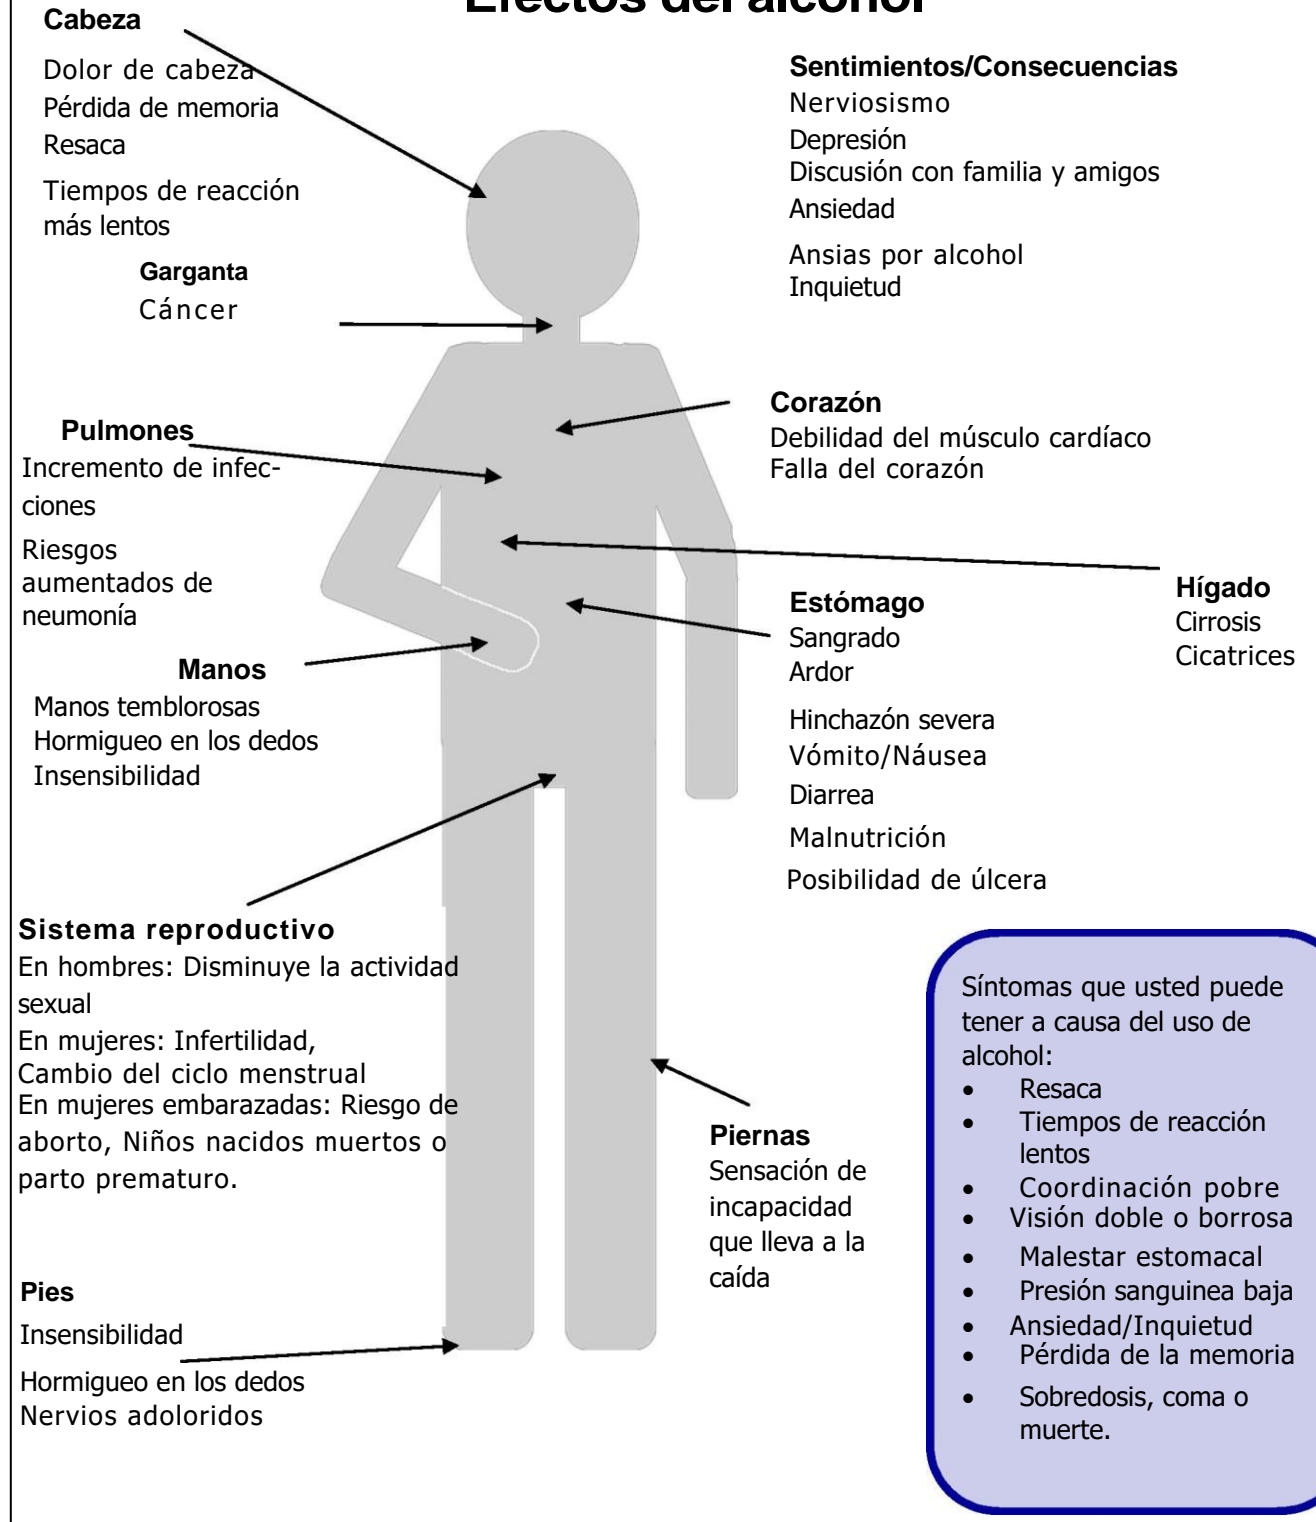 Efectos del alcohol
Cabeza
Dolor de cabeza
Pérdida de memoria
Resaca
Tiempos de reacción
más lentos
Garganta
Cáncer
Pulmones
Incremento de infec-
ciones
Riesgos
aumentados de
neumonía
Manos
Manos temblorosas
Hormigueo en los dedos
Insensibilidad
Sistema reproductivo
En hombres: Disminuye la actividad
sexual
En mujeres: Infertilidad,
Cambio del ciclo menstrual
En mujeres embarazadas: Riesgo de
aborto, Niños nacidos muertos o
parto prematuro.
Pies
Insensibilidad
Hormigueo en los dedos
Nervios adoloridos
Sentimientos/Consecuencias
Nerviosismo
Depresión
Discusión con familia y amigos
Ansiedad
Ansias por alcohol
Inquietud
Corazón
Debilidad del músculo cardíaco
Falla del corazón
Hígado
Cirrosis
Cicatrices
Estómago
Sangrado
Ardor
Hinchazón severa
Vómito/Náusea
Diarrea
Malnutrición
Posibilidad de úlcera
Piernas
Sensación de
incapacidad
que lleva a la
caída
Síntomas que usted puede
tener a causa del uso de
alcohol:
• Resaca
• Tiempos de reacción
lentos
• Coordinación pobre
• Visión doble o borrosa
• Malestar estomacal
• Presión sanguinea baja
• Ansiedad/Inquietud
• Pérdida de la memoria
• Sobredosis, coma o
muerte.